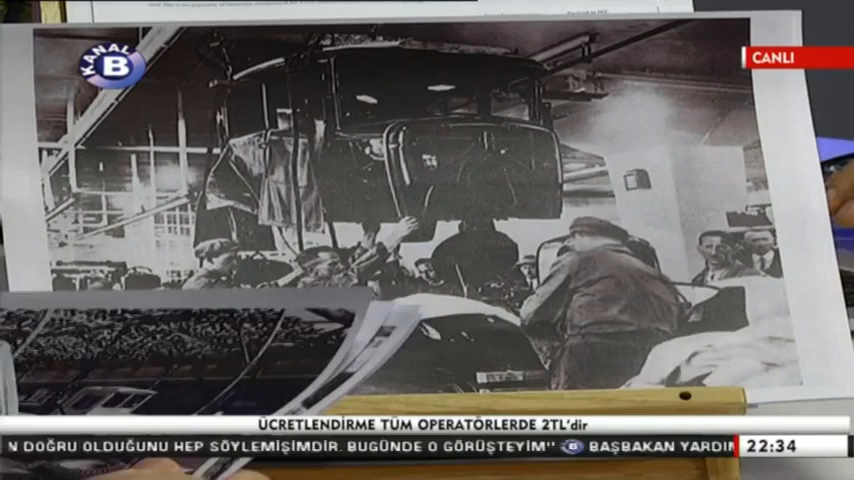 KANAL
B
CANLI
ÜCRETLENDİRME TÜM OPERATÖRLERDE 2TL'dir
N DOĞRU OLDUĞUNU HEP SÖYLEMİŞİMDİR. BUGÜNDE O GÖRÜŞTEYİM'' B BAŞBAKAN YARDIM
22:34